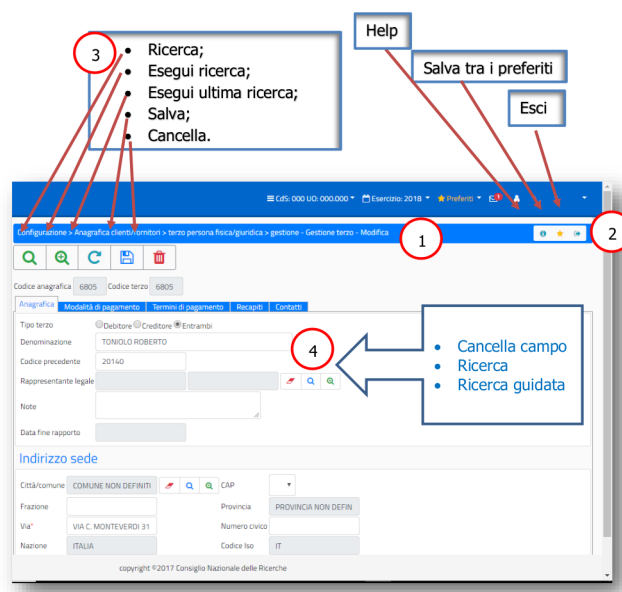 Help
3
• Ricerca;
• Esegui ricerca;
• Esegui ultima ricerca;
• Salva;
• Cancella.
Salva tra i preferiti
Esci
CdS: 000 UO: 000.000 Esercizio: 2018 Preferiti
Configurazione > Anagrafica clienti/fornitori > terzo persona fisica/giuridica > gestione - Gestione terzo - Modifica
1
2
Codice anagrafica 6805 Codice terzo 6805
Anagrafica Modalità di pagamento Termini di pagamento Recapiti Contatti
Tipo terzo Debitore Creditore Entrambi
Denominazione TONIOLO ROBERTO
4
Codice precedente 20140
Rappresentante legale
Note
Data fine rapporto
• Cancella campo
• Ricerca
• Ricerca guidata
Indirizzo sede
Città/comune COMUNE NON DEFINITI CAP
Frazione Provincia PROVINCIA NON DEFIN
Via* VIA C. MONTEVERDI 31 Numero civico
Nazione ITALIA Codice Iso IT
copyright ©2017 Consiglio Nazionale delle Ricerche